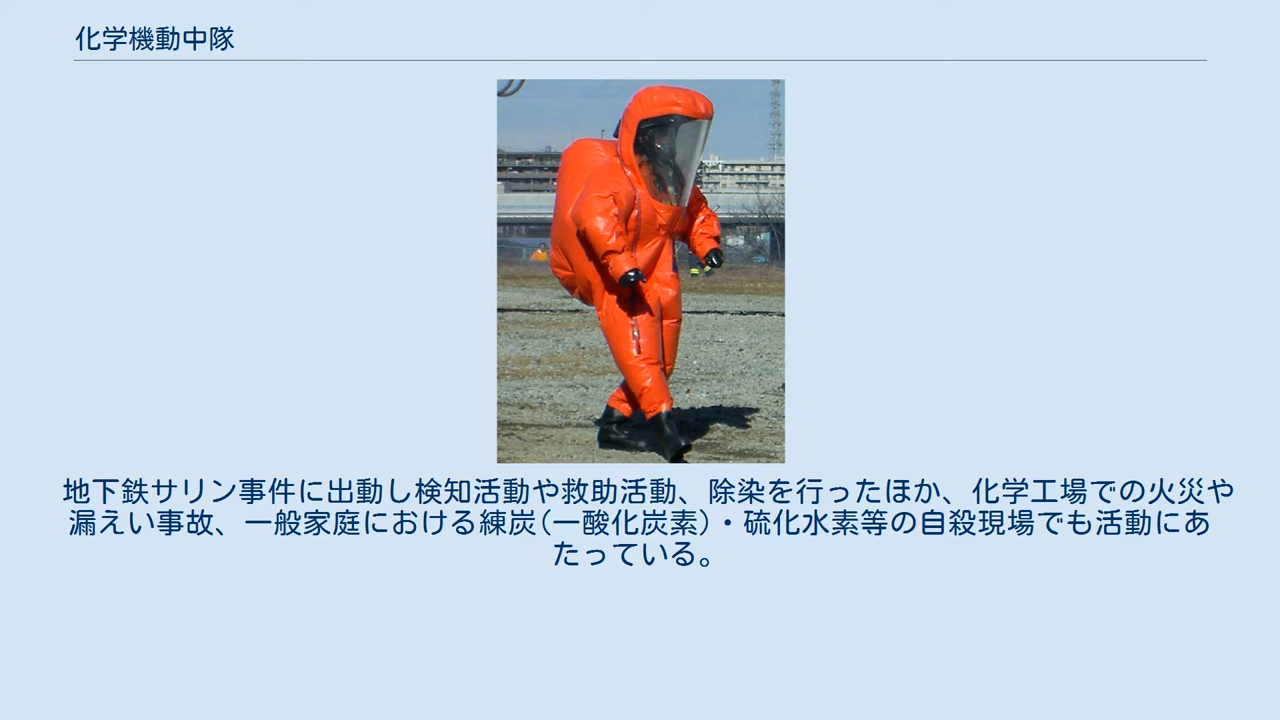 化学機動中隊
地下鉄サリン事件に出動し検知活動や救助活動、除染を行ったほか、化学工場での火災や
漏えい事故、一般家庭における練炭(一酸化炭素)・硫化水素等の自殺現場でも活動にあ
たっている。